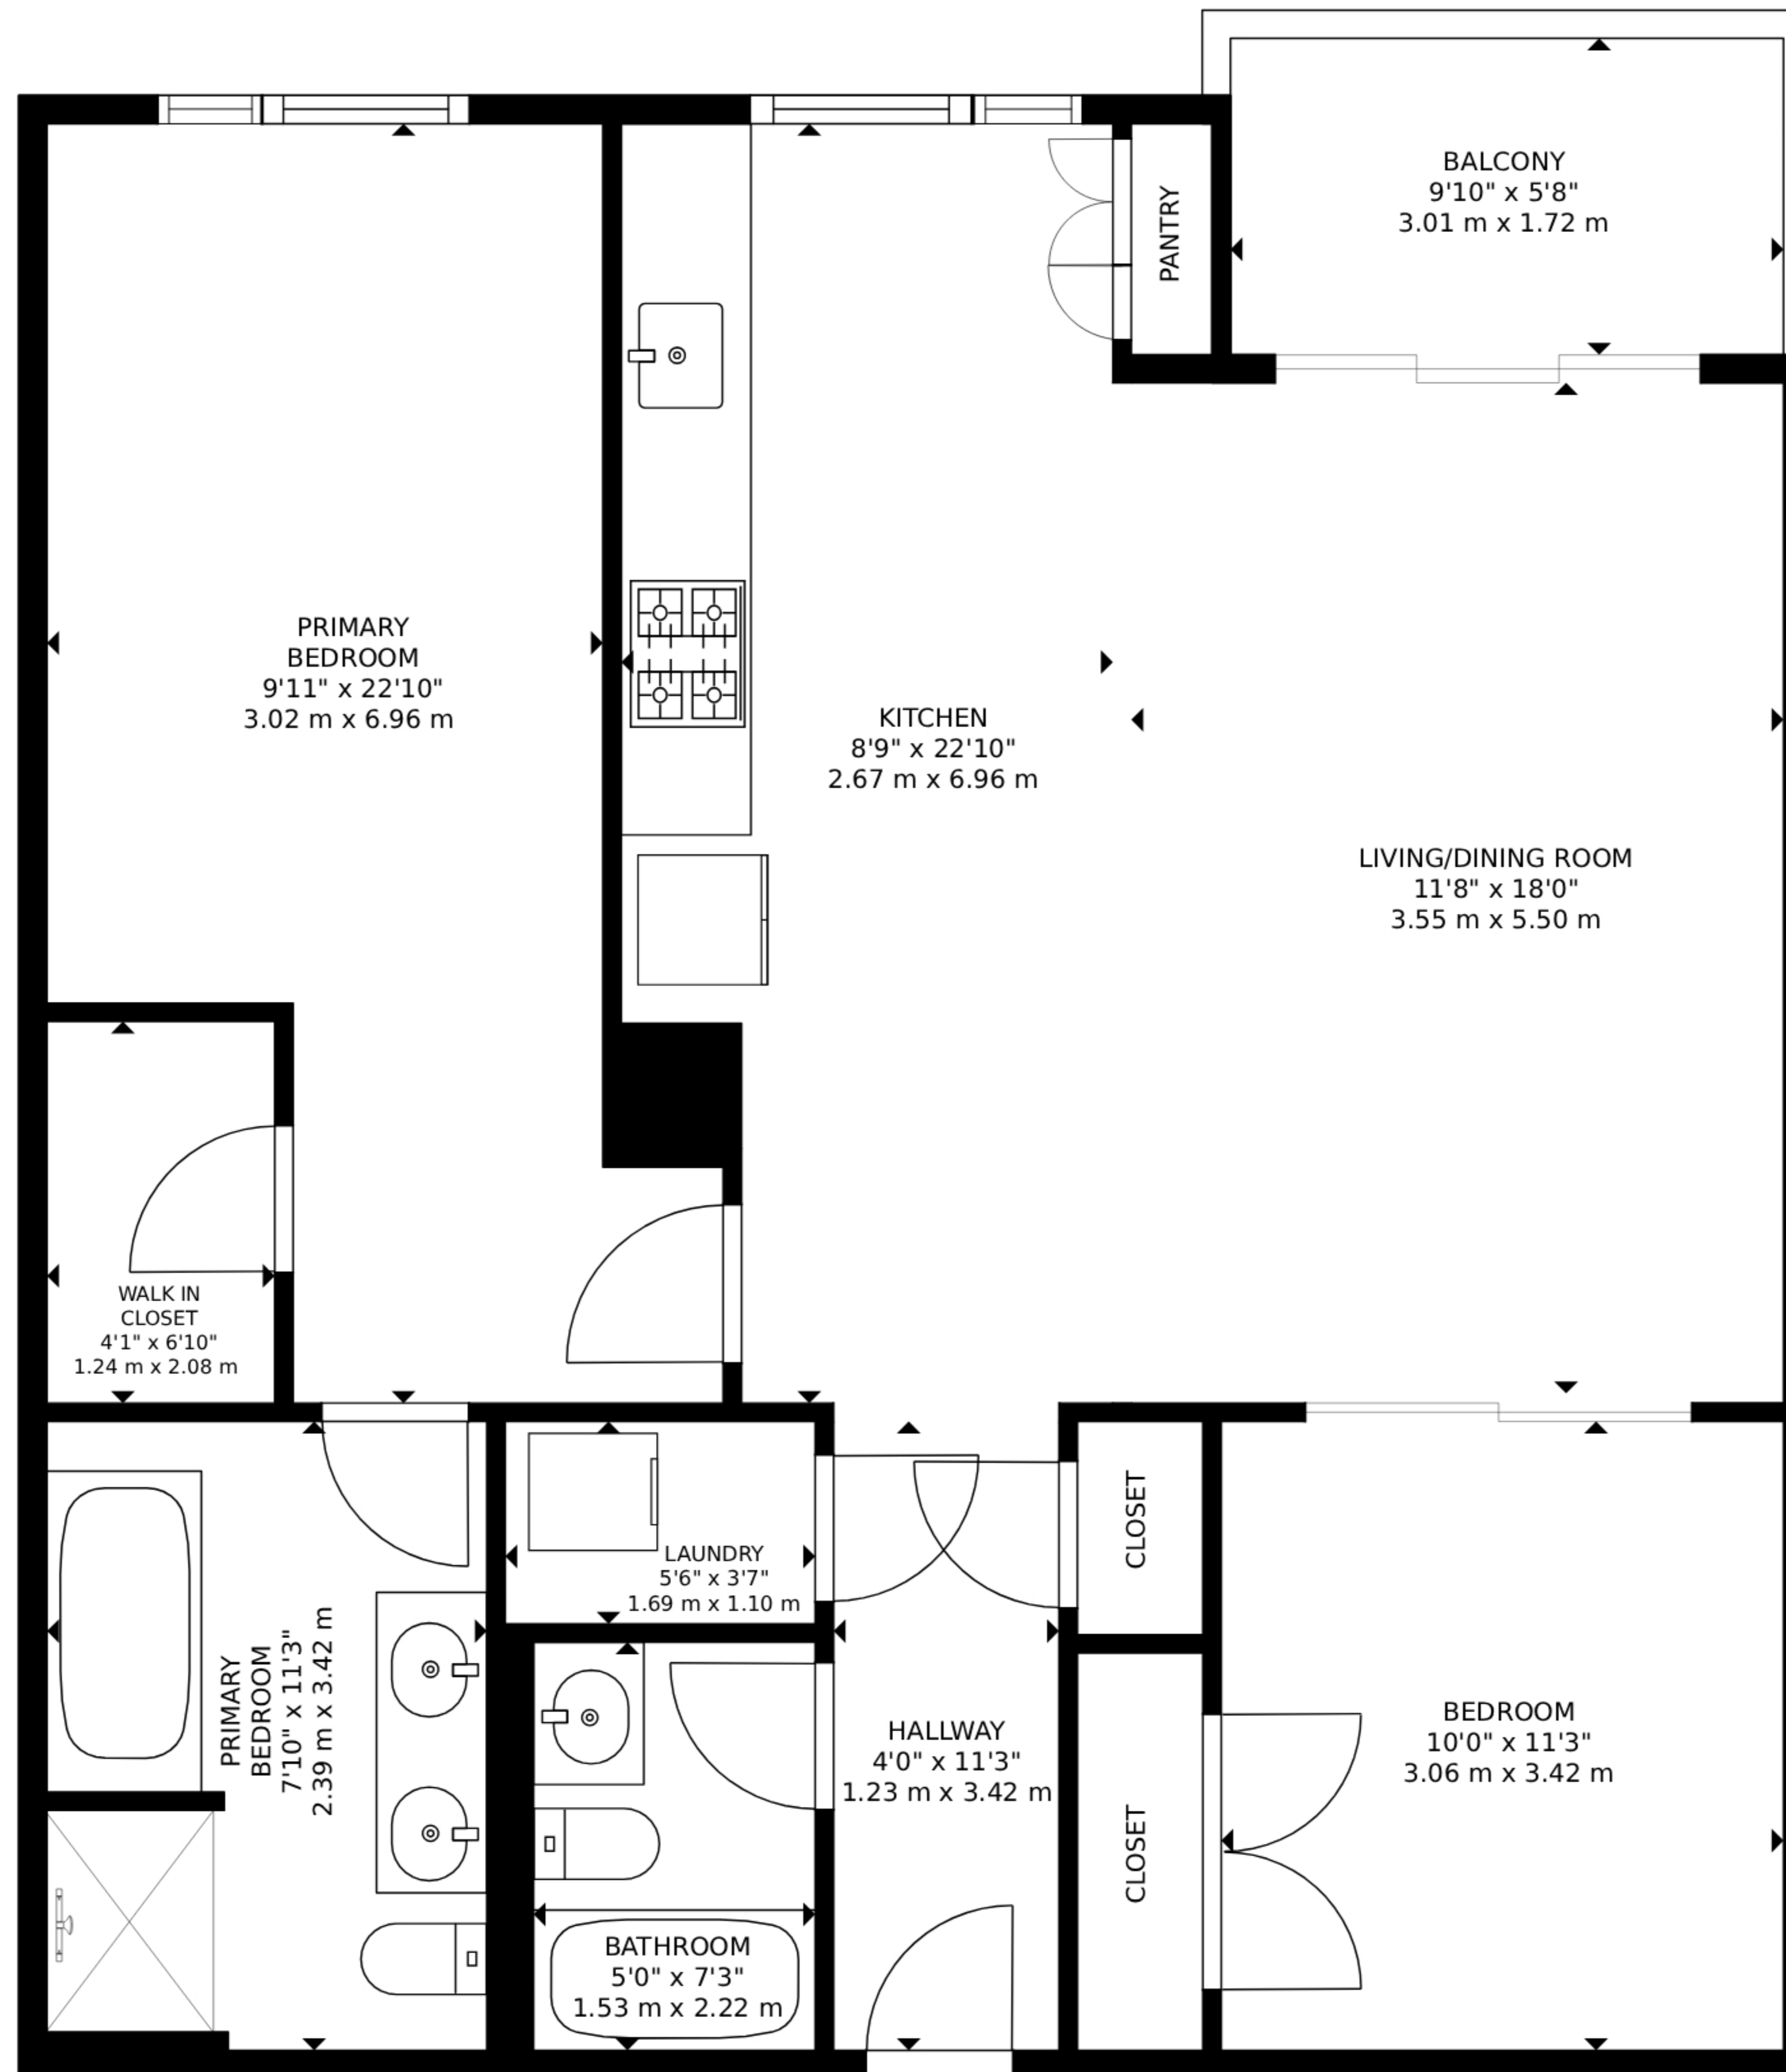 BALCONY
9'10" x 5'8"
3.01 m x 1.72 m
PANTRY
PRIMARY
BEDROOM
9'11" x 22'10"
3.02 m x 6.96 m
KITCHEN
8'9" x 22'10"
2.67 m x 6.96 m
LIVING/DINING ROOM
11'8" x 18'0"
3.55 m x 5.50 m
WALK IN
CLOSET
4'1" x 6'10"
1.24 m x 2.08 m
LAUNDRY
5'6" x 3'7"
1.69 m x 1.10 m
CLOSET
PRIMARY
BEDROOM
7'10" x 11'3"
2.39 m x 3.42 m
HALLWAY
4'0" x 11'3"
1.23 m x 3.42 m
BEDROOM
10'0" x 11'3"
3.06 m x 3.42 m
CLOSET
BATHROOM
5'0" x 7'3"
1.53 m x 2.22 m